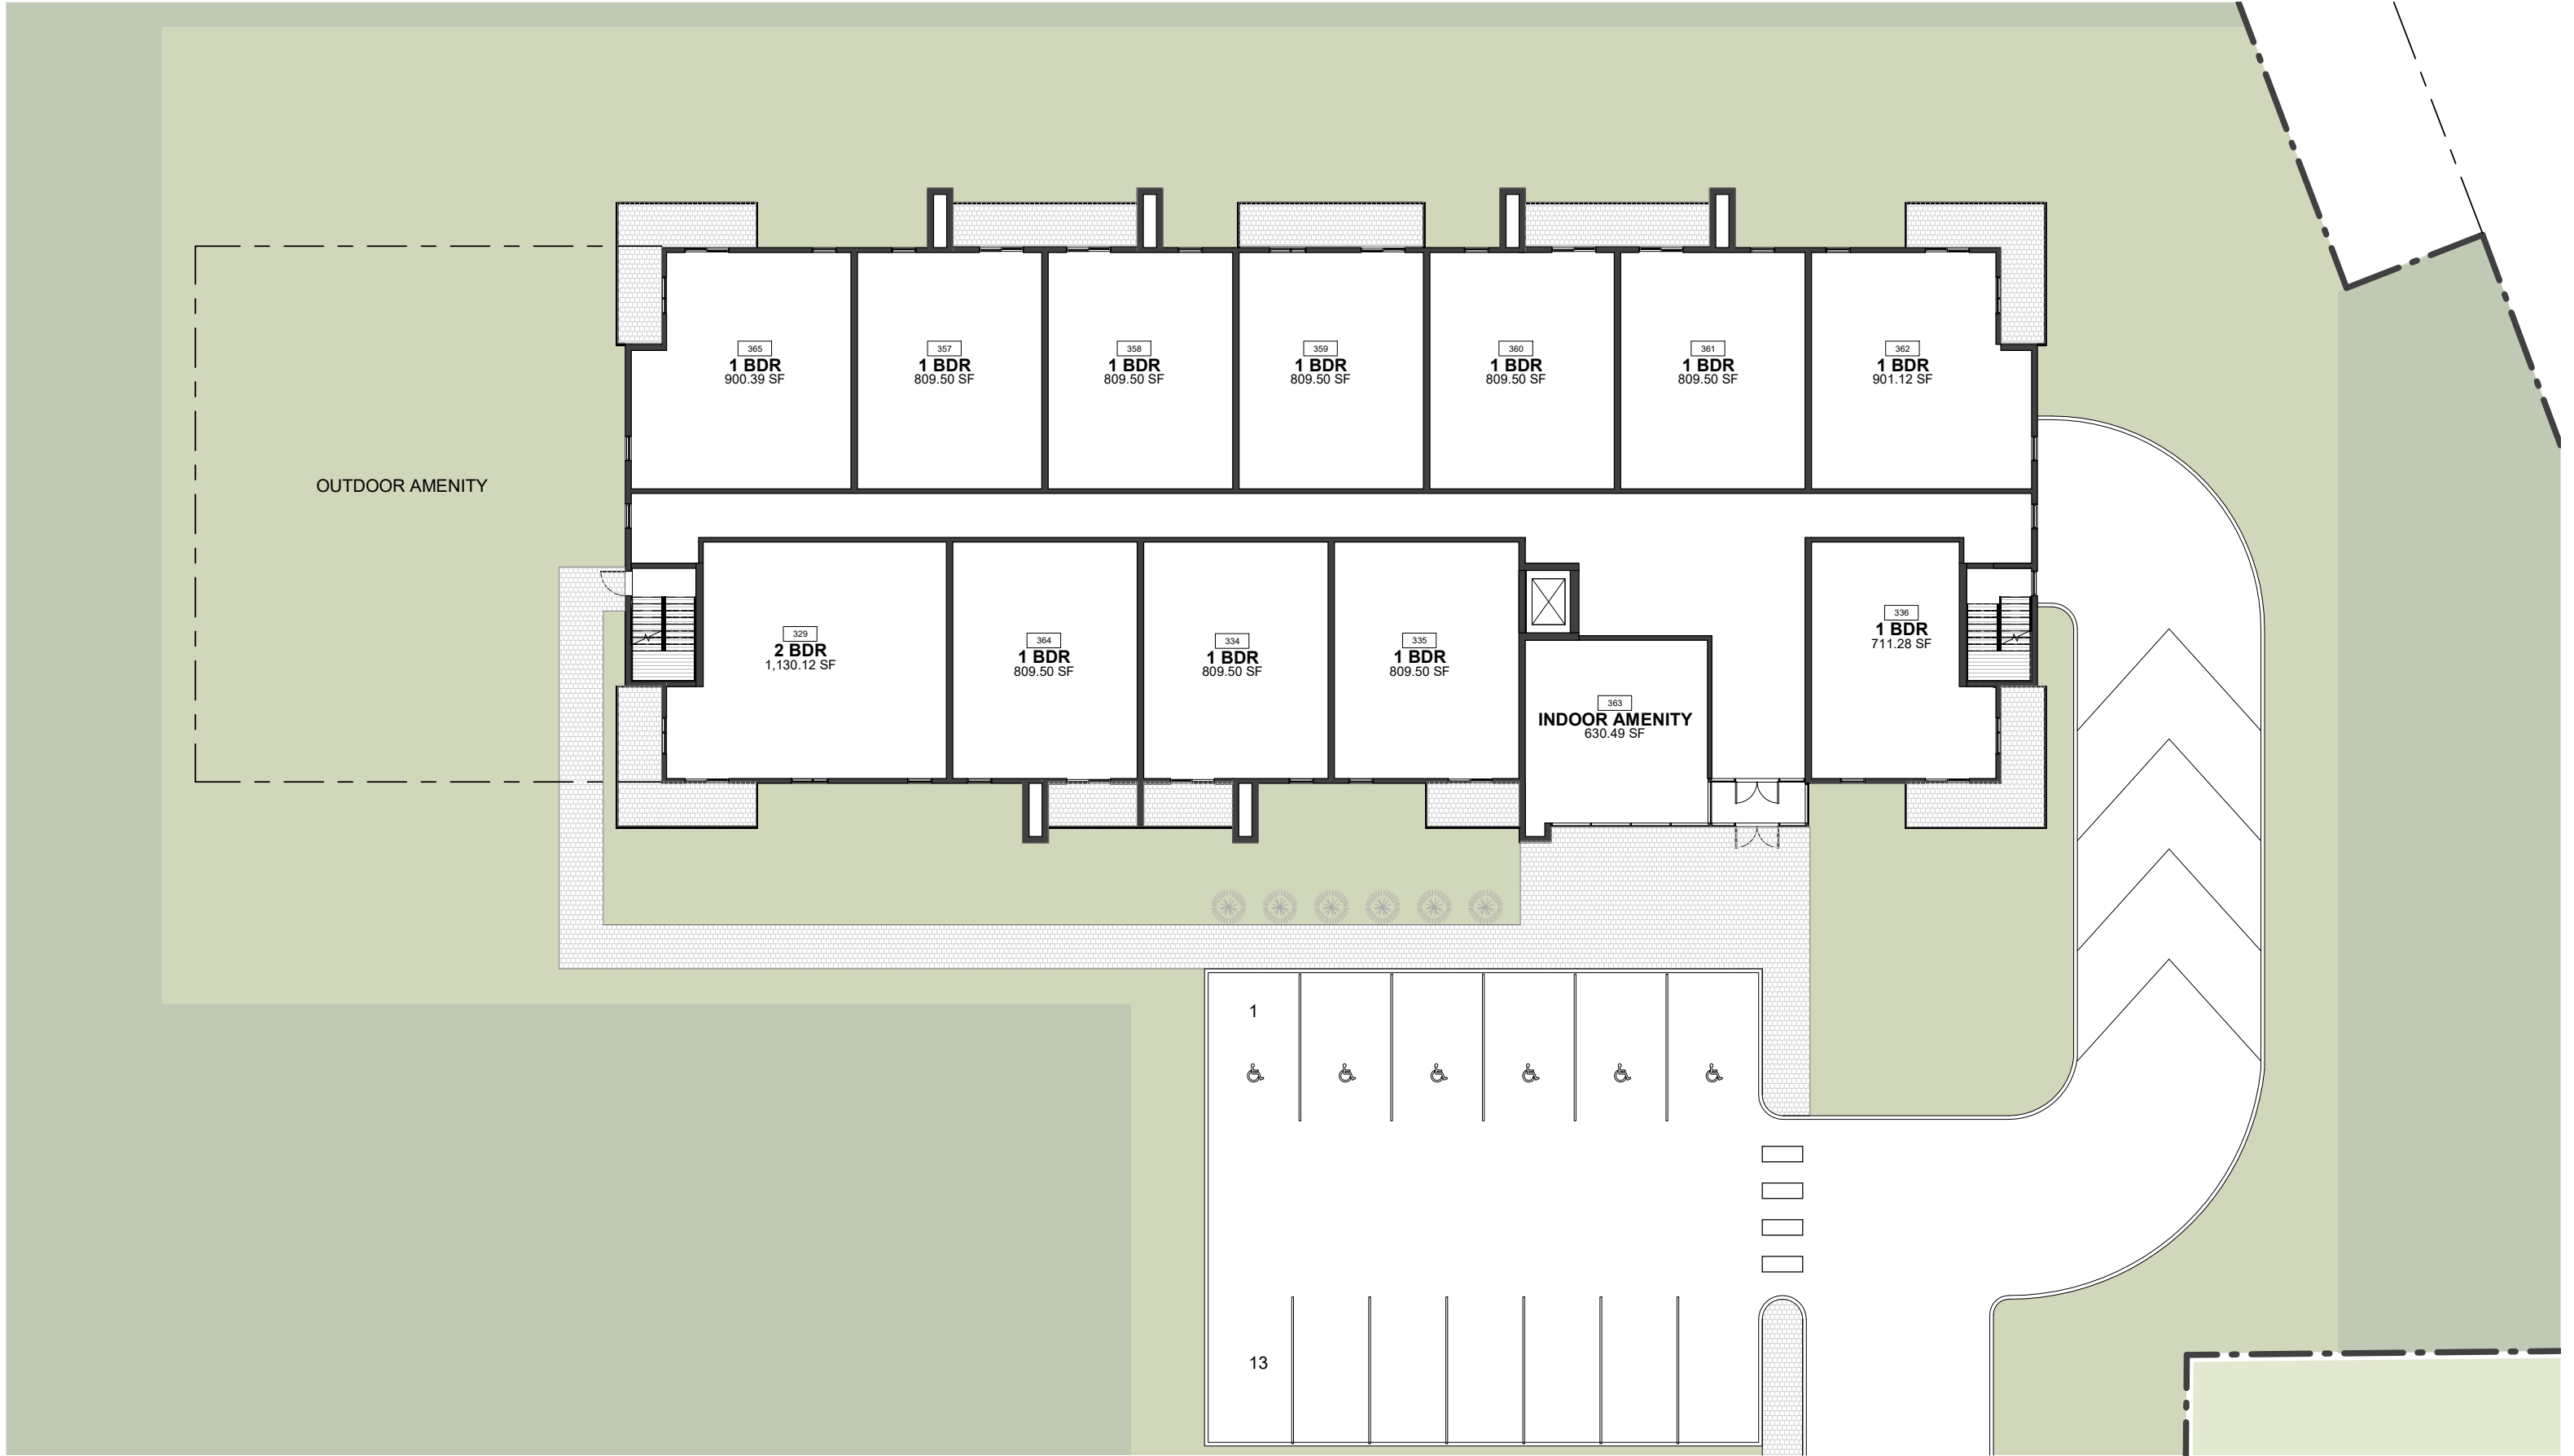 365
1 BDR
900.39 SF
357
1 BDR
809.50 SF
358
1 BDR
809.50 SF
359
1 BDR
809.50 SF
360
1 BDR
809.50 SF
361
1 BDR
809.50 SF
362
1 BDR
901.12 SF
OUTDOOR AMENITY
329
2 BDR
1,130.12 SF
364
1 BDR
809.50 SF
334
1 BDR
809.50 SF
335
1 BDR
809.50 SF
363
INDOOR AMENITY
630.49 SF
336
1 BDR
711.28 SF
1
13